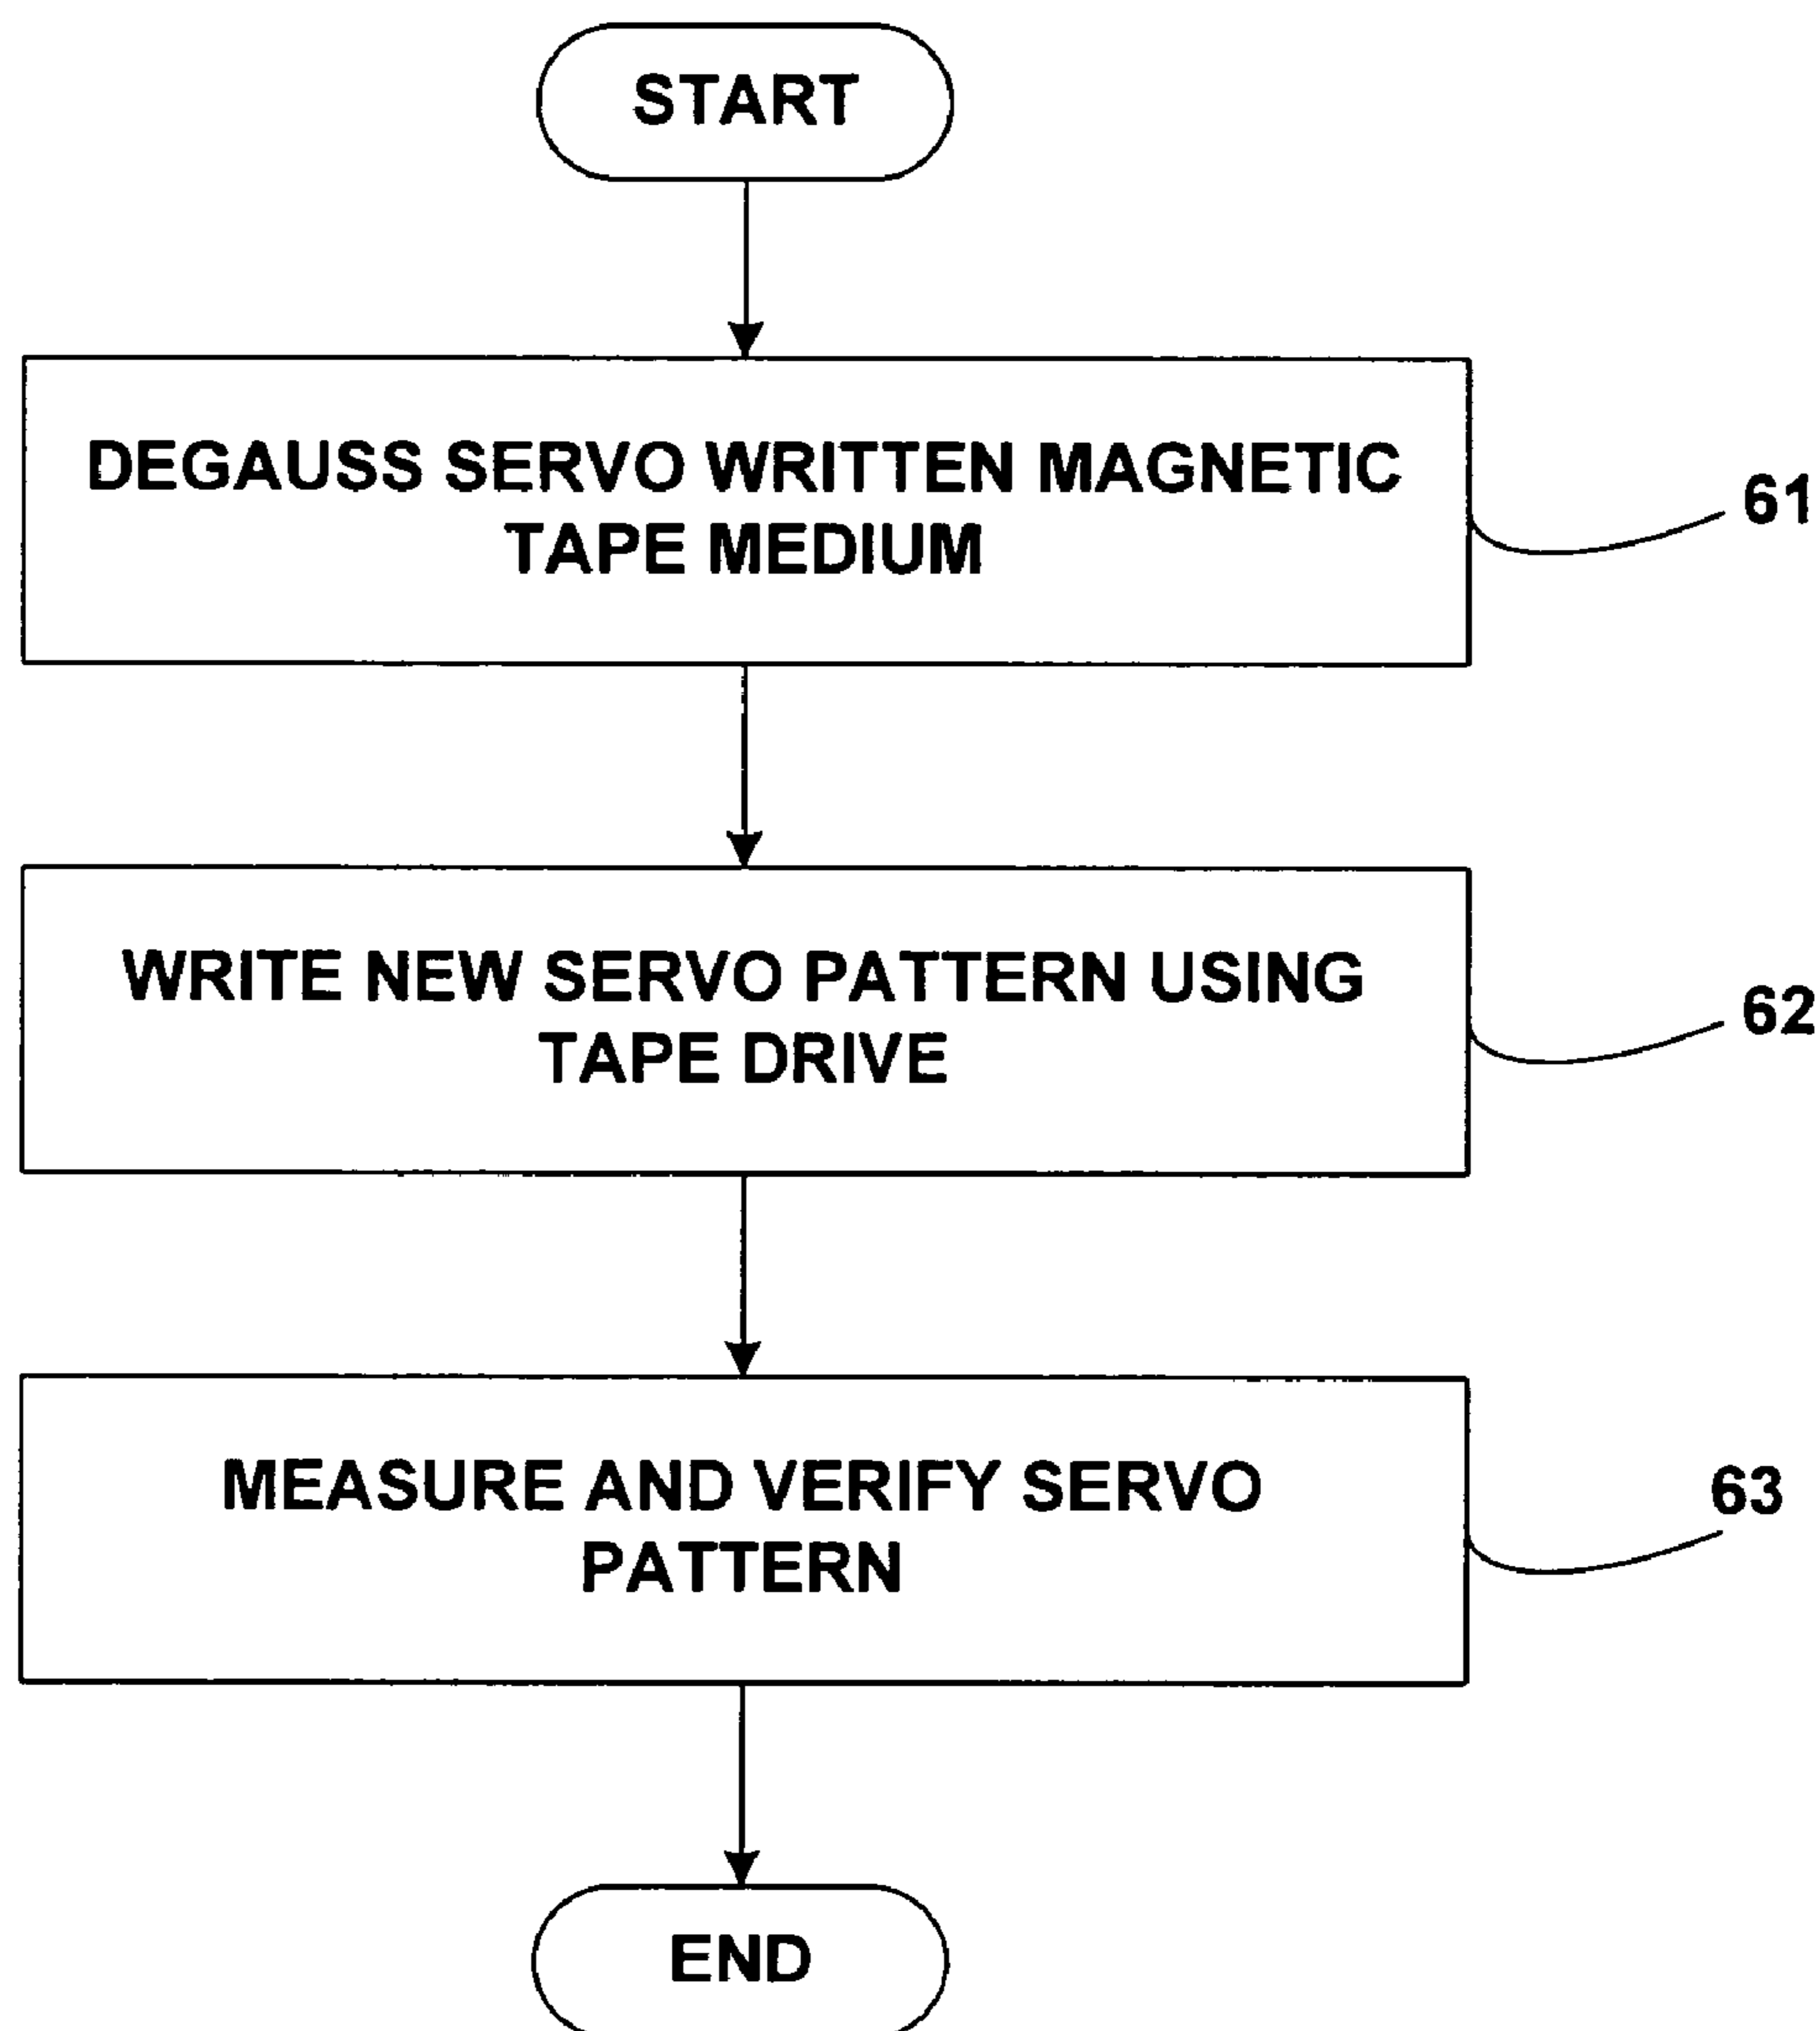 START
DEGAUSS SERVO WRITTEN MAGNETIC
TAPE MEDIUM
61
WRITE NEW SERVO PATTERN USING
TAPE DRIVE
62
MEASURE AND VERIFY SERVO
PATTERN
63
END